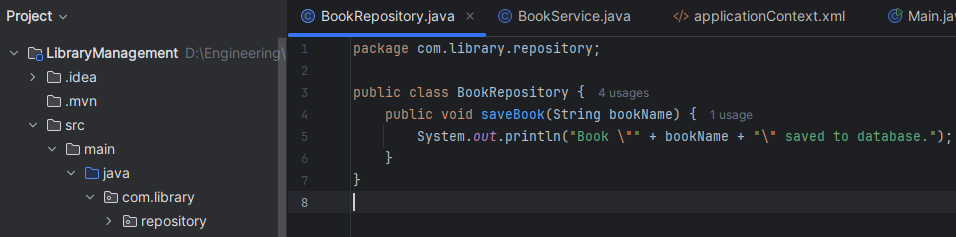 Project
LibraryManagement D:\Engineering\
.idea
.mvn
src
main
java
com.library
repository
BookRepository.java
BookService.java
applicationContext.xml
Main.jav
1 package com.library.repository;
2
3 public class BookRepository { 4 usages
4 public void saveBook(String bookName) { 1 usage
5 System.out.println("Book \"" + bookName + "\" saved to database.");
6 }
7 }
8